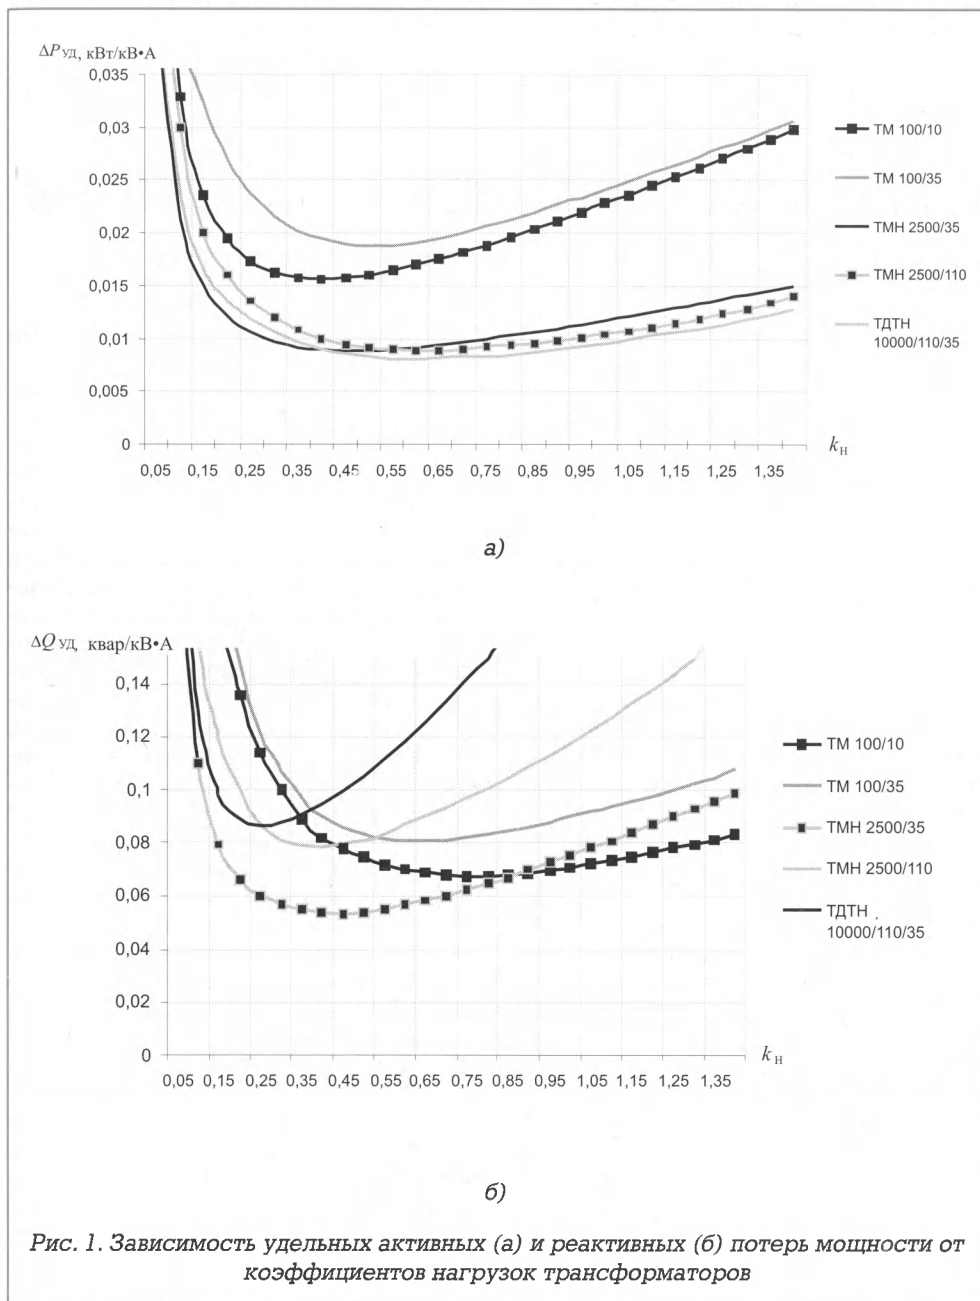 ΔPУД, кВт/кВ•А
0,035
0,03
0,025
0,02
0,015
0,01
0,005
0
0,05 0,15 0,25 0,35 0,45 0,55 0,65 0,75 0,85 0,95 1,05 1,15 1,25 1,35
kН
ТМ 100/10
ТМ 100/35
ТМН 2500/35
ТМН 2500/110
ТДТН
10000/110/35
а)
ΔQУД, квар/кВ•А
0,14
0,12
0,1
0,08
0,06
0,04
0,02
0
0,05 0,15 0,25 0,35 0,45 0,55 0,65 0,75 0,85 0,95 1,05 1,15 1,25 1,35
kН
ТМ 100/10
ТМ 100/35
ТМН 2500/35
ТМН 2500/110
ТДТН
10000/110/35
б)
Рис. 1. Зависимость удельных активных (а) и реактивных (б) потерь мощности от
коэффициентов нагрузок трансформаторов